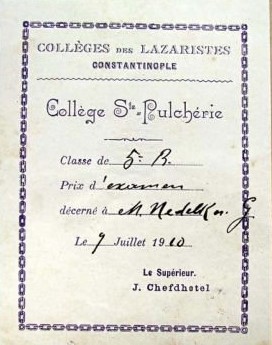 COLLÈGES DES LAZARISTES
CONSTANTINOPLE
Collège Ste-Pulchérie
Classe de 5e B.
Prix d'examen
décerné à M. Nedelkov G
Le 9 Juillet 1910
Le Supérieur.
J. Chefdhotel